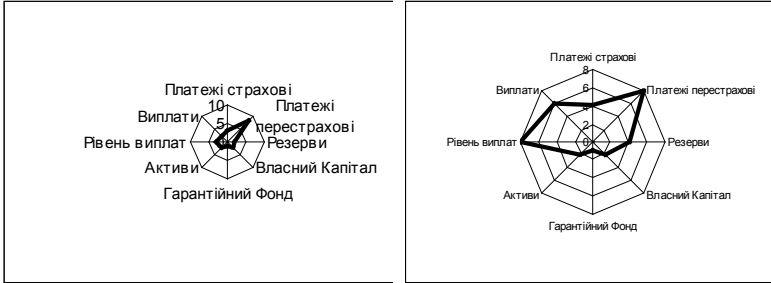 Платежі страхові
10
Виплати
Платежі
перестрахові
5
Рівень виплат
0
Резерви
Активи
Власний Капітал
Гарантійний Фонд
Платежі страхові
8
Виплати
6
Платежі перестрахові
4
2
Рівень виплат
0
Резерви
Активи
Власний Капітал
Гарантійний Фонд